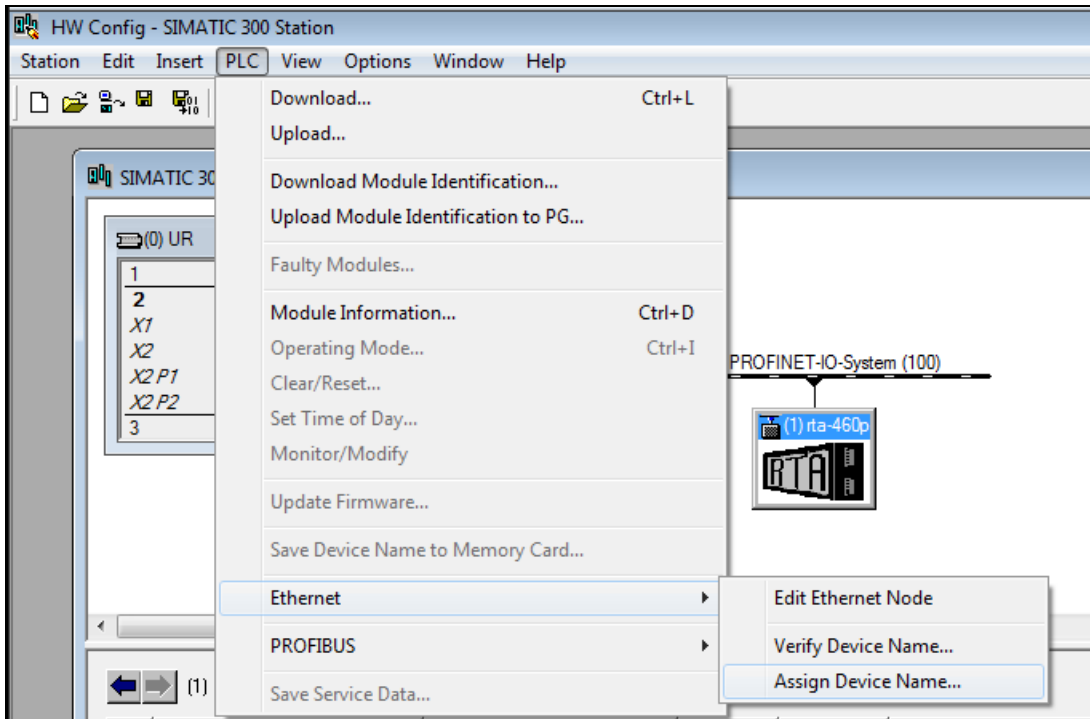 HW Config - SIMATIC 300 Station
Station Edit Insert PLC View Options Window Help
Download... Ctrl+L
Upload...
Download Module Identification...
Upload Module Identification to PG...
Faulty Modules...
Module Information... Ctrl+D
Operating Mode... Ctrl+I
Clear/Reset...
Set Time of Day...
Monitor/Modify
Update Firmware...
Save Device Name to Memory Card...
Ethernet
PROFIBUS
Save Service Data...
Edit Ethernet Node
Verify Device Name...
Assign Device Name...
SIMATIC 30
(0) UR
1
2
X1
X2
X2 P1
X2 P2
3
PROFINET-IO-System (100)
(1) rta-460p
RTA
(1)